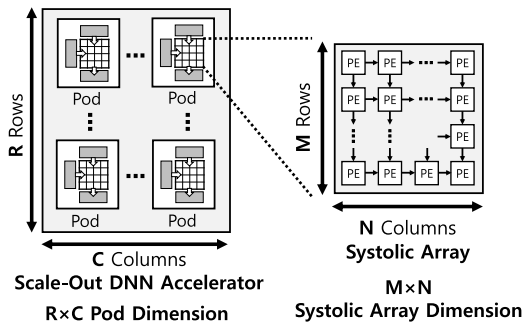 Pod
Pod
R Rows
Pod
Pod
C Columns
Scale-Out DNN Accelerator
R×C Pod Dimension
PE PE PE
PE PE PE
PE
PE PE PE PE
M Rows
N Columns
Systolic Array
M×N
Systolic Array Dimension